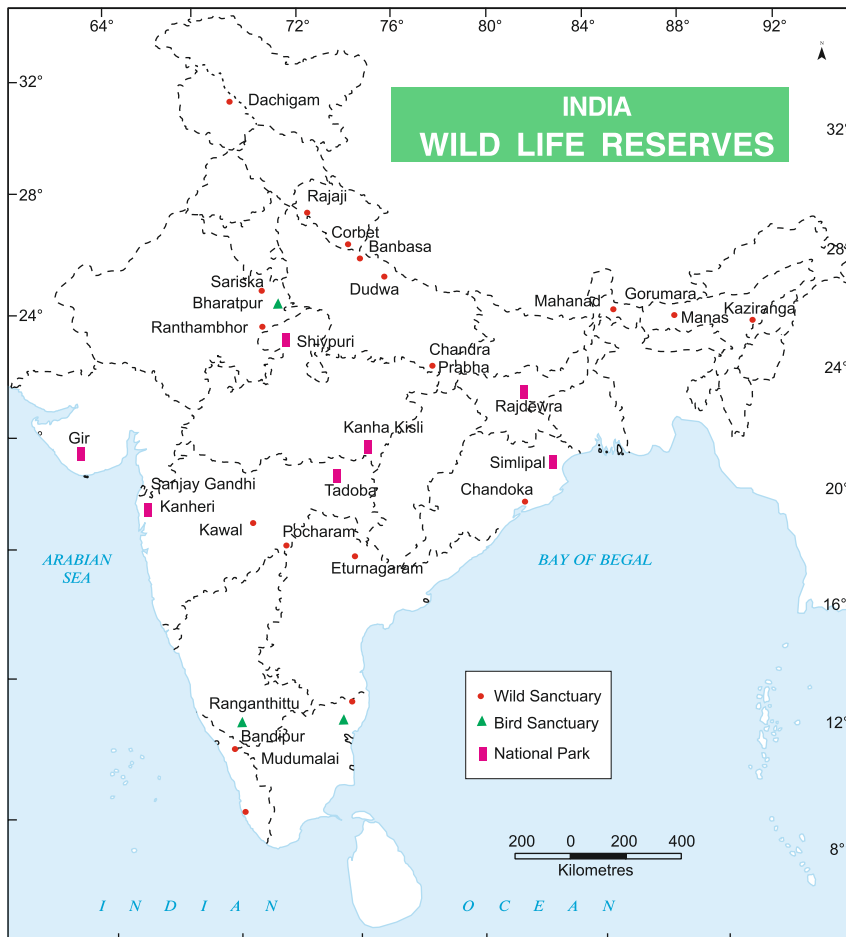 64° 72° 76° 80° 84° 88° 92°
N
32°
Dachigam
INDIA
WILD LIFE RESERVES
32°
28°
Rajaji
Corbet
Banbasa
28°
Sariska
Dudwa
Bharatpur
Mahanad
Gorumara
Manas
Kaziranga
24°
Ranthambhor
Shivpuri
Chandra
Prabha
24°
Rajdewra
Kanha Kisli
Gir
Simlipal
Sanjay Gandhi
Tadoba
Chandoka
20°
Kanheri
Kawal
Pocharam
Eturnagaram
ARABIAN
SEA
BAY OF BEGAL
16°
Wild Sanctuary
Bird Sanctuary
National Park
Ranganthittu
12°
Bandipur
Mudumalai
200 0 200 400
Kilometres
8°
INDIAN OCEAN